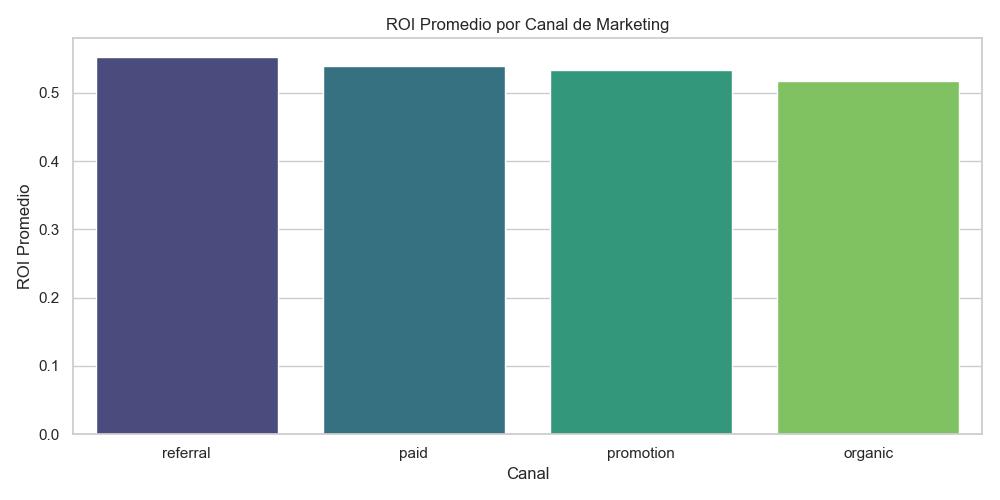 ROI Promedio por Canal de Marketing
ROI Promedio
0.5
0.4
0.3
0.2
0.1
0.0
referral paid promotion organic
Canal